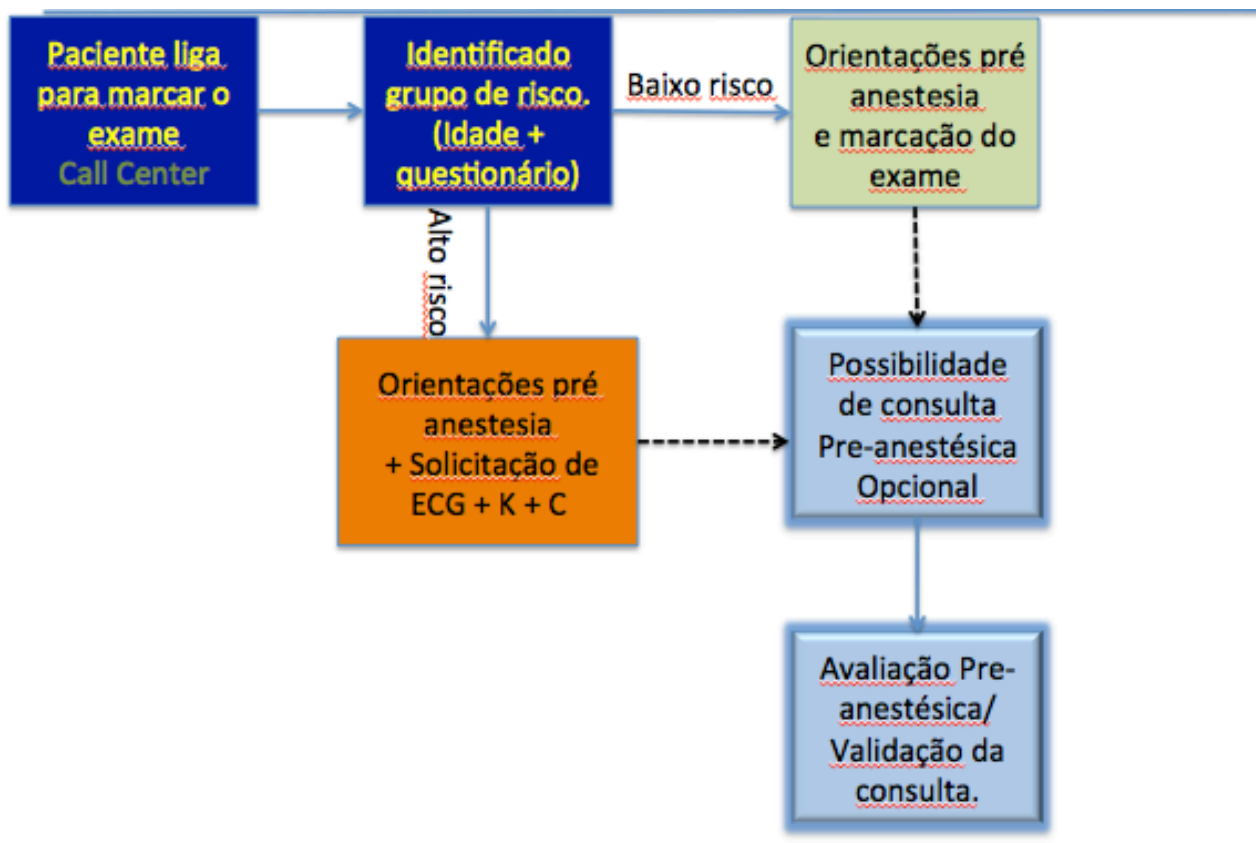 Paciente liga
para marcar o
exame
Call Center
Identificado
grupo de risco.
(Idade +
questionário)
Baixo risco
Orientações pré
anestesia
e marcação do
exame
Alto risco
Orientações pré
anestesia
+ Solicitação de
ECG + K + C
Possibilidade
de consulta
Pre-anestésica
Opcional
Avaliação Pre-
anestésica/
Validação da
consulta.